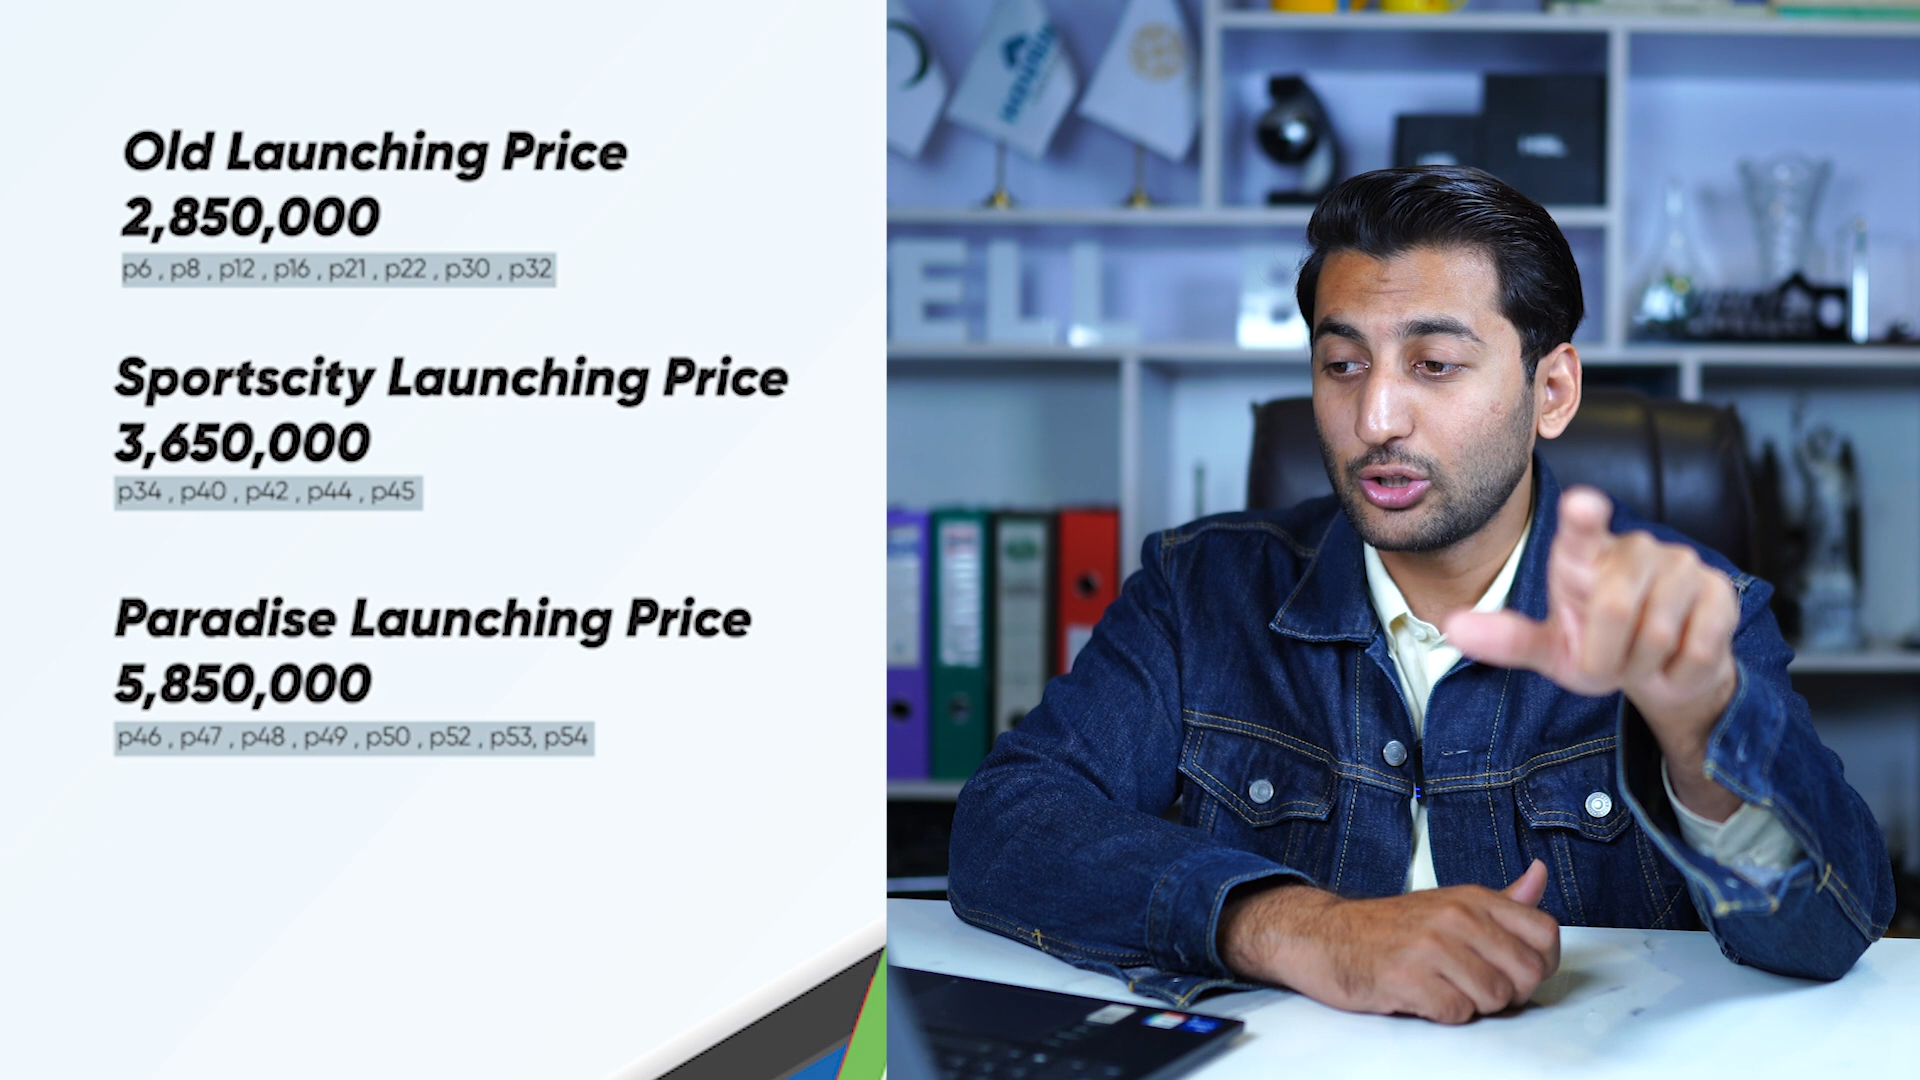 Old Launching Price
2,850,000
p6 , p8 , p12 , p16 , p21 , p22 , p30 , p32
Sportscity Launching Price
3,650,000
p34 , p40 , p42 , p44 , p45
Paradise Launching Price
5,850,000
p46 , p47 , p48 , p49 , p50 , p52 , p53, p54
ELL